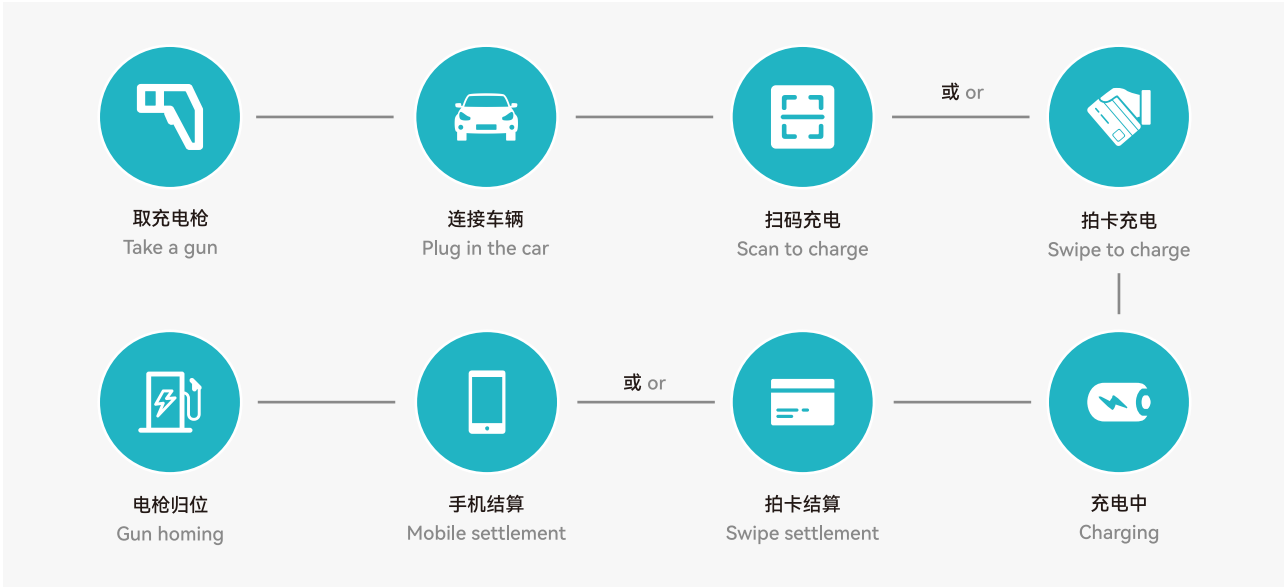 或 or
取充电枪
Take a gun
连接车辆
Plug in the car
扫码充电
Scan to charge
拍卡充电
Swipe to charge
或 or
电枪归位
Gun homing
手机结算
Mobile settlement
拍卡结算
Swipe settlement
充电中
Charging